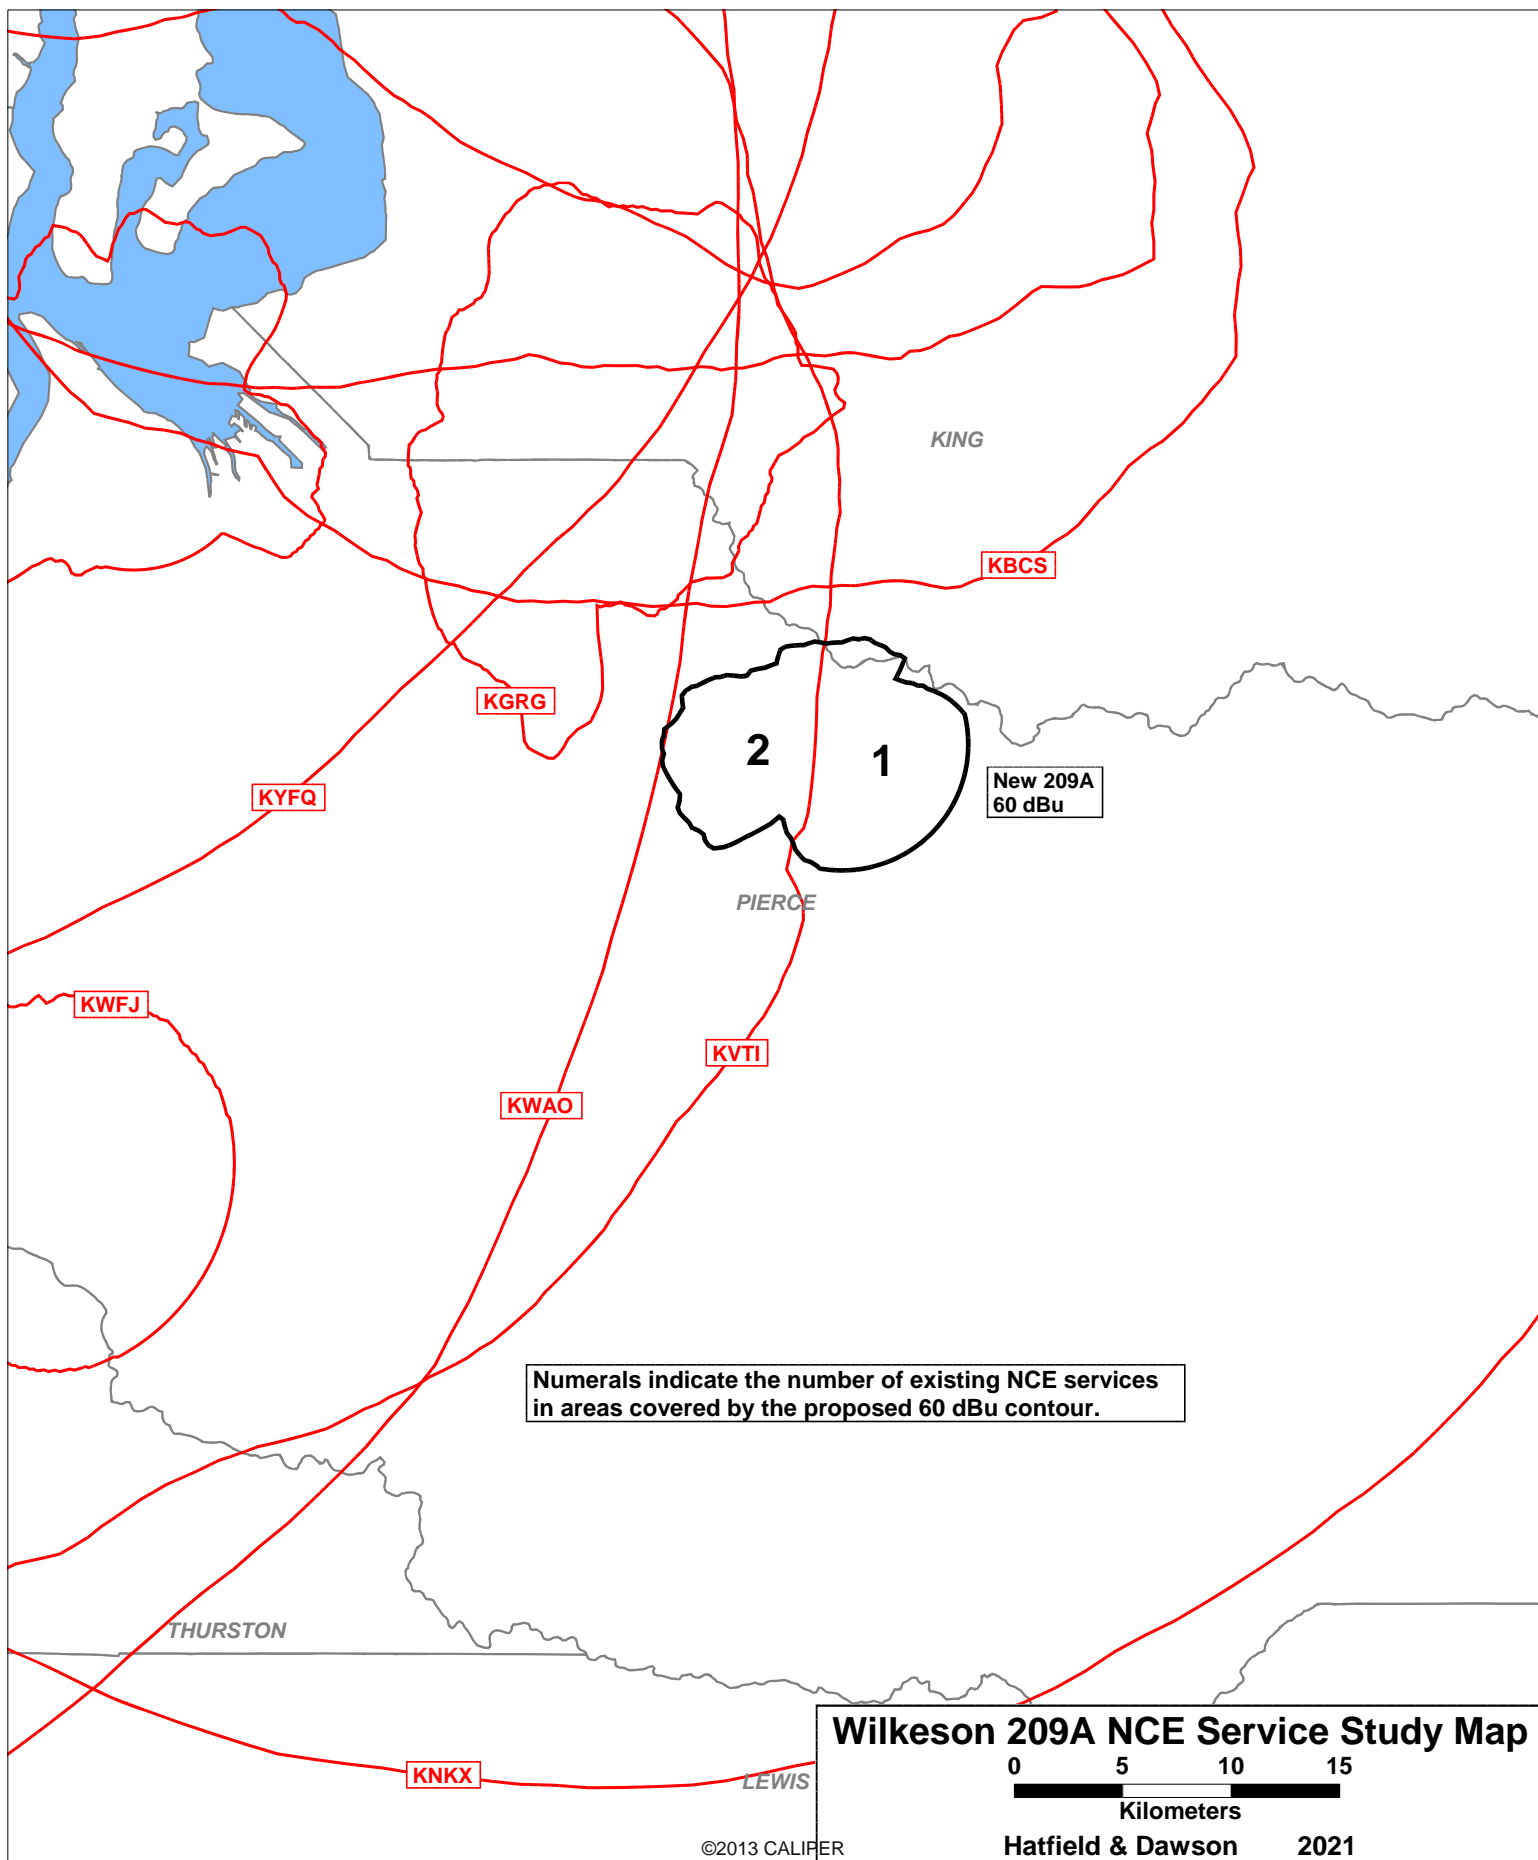 KING
KBCS
KGRG
2
1
New 209A
60 dBu
KYFQ
PIERCE
KWFJ
KVTI
KWAO
Numerals indicate the number of existing NCE services
in areas covered by the proposed 60 dBu contour.
THURSTON
Wilkeson 209A NCE Service Study Map
0 5 10 15
Kilometers
KNKX
LEWIS
©2013 CALIPER
Hatfield & Dawson 2021